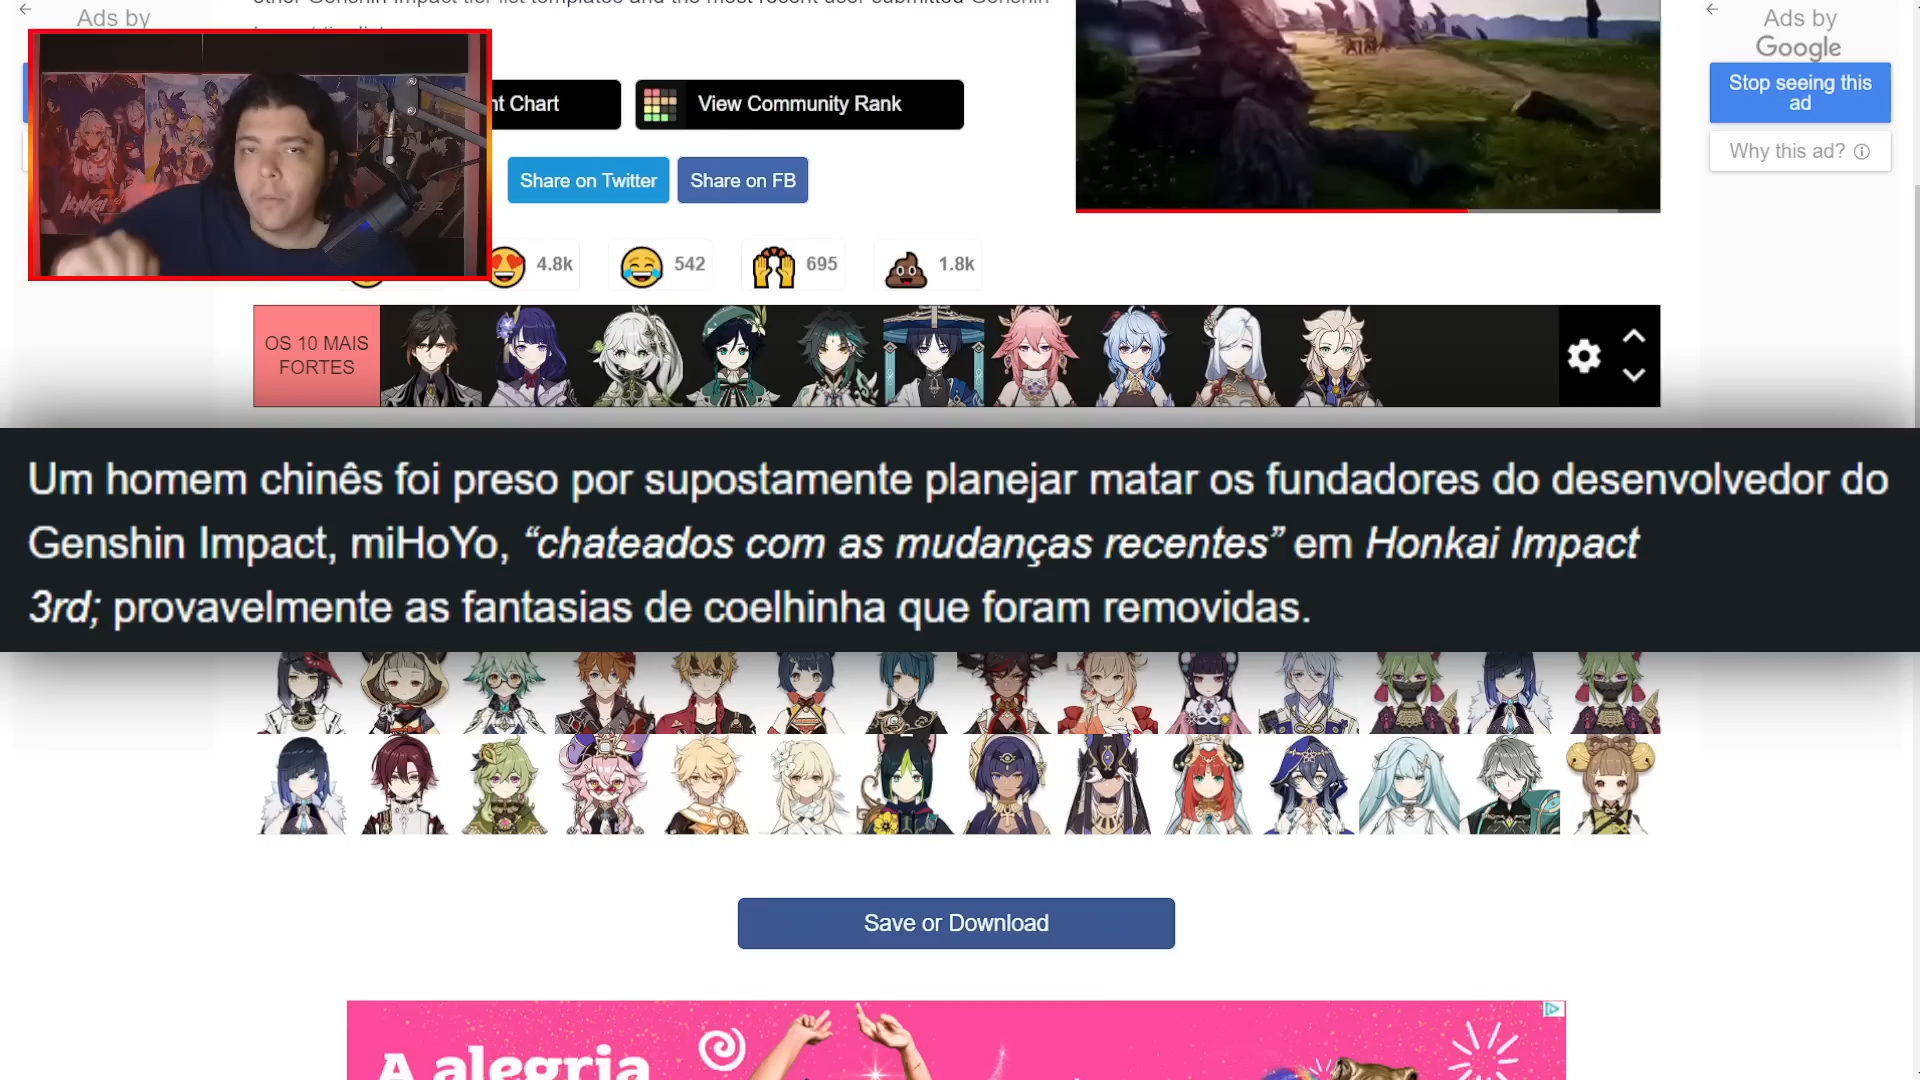 Ads by
Ads by
Google
Stop seeing this
ad
Why this ad?
nt Chart
View Community Rank
Share on Twitter
Share on FB
4.8k
542
695
1.8k
OS 10 MAIS
FORTES
Um homem chinês foi preso por supostamente planejar matar os fundadores do desenvolvedor do
Genshin Impact, miHoYo, “chateados com as mudanças recentes” em Honkai Impact
3rd; provavelmente as fantasias de coelhinha que foram removidas.
Save or Download
A alegria